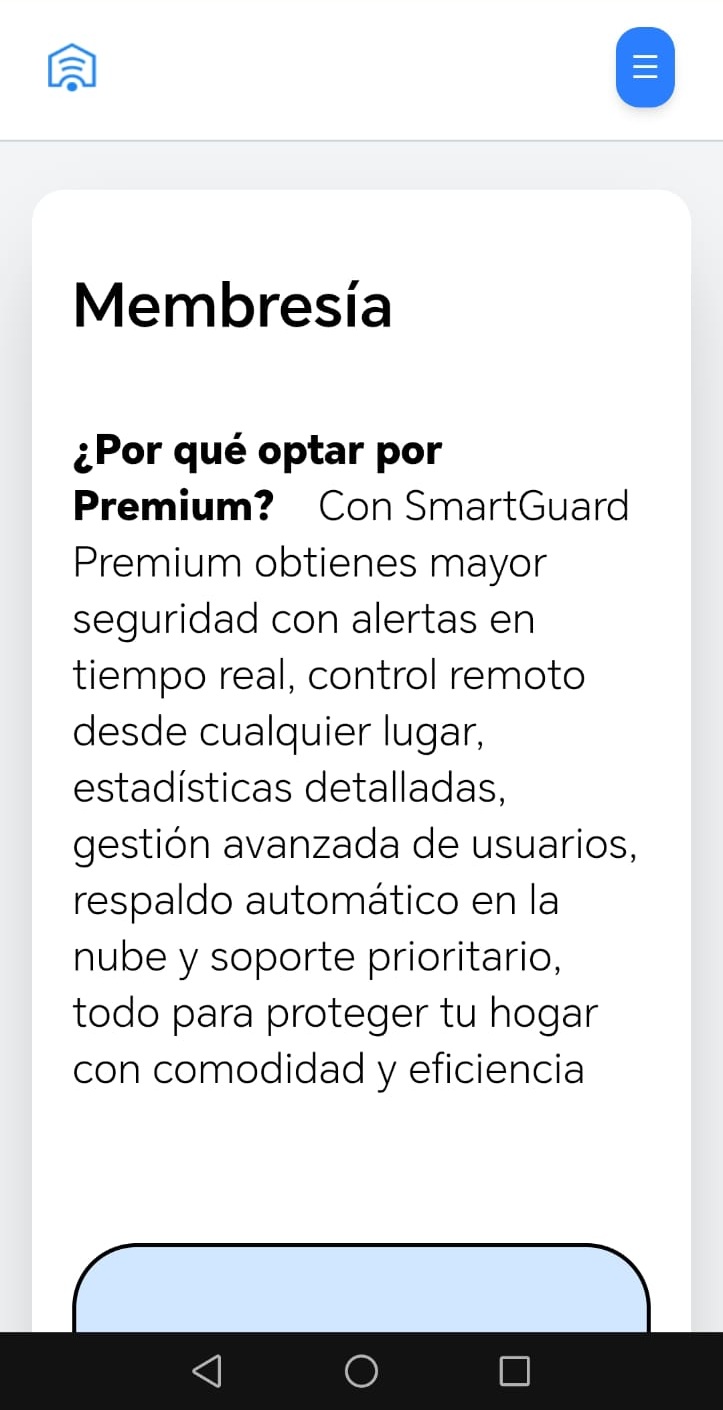 Membresía
¿Por qué optar por
Premium? Con SmartGuard
Premium obtienes mayor
seguridad con alertas en
tiempo real, control remoto
desde cualquier lugar,
estadísticas detalladas,
gestión avanzada de usuarios,
respaldo automático en la
nube y soporte prioritario,
todo para proteger tu hogar
con comodidad y eficiencia